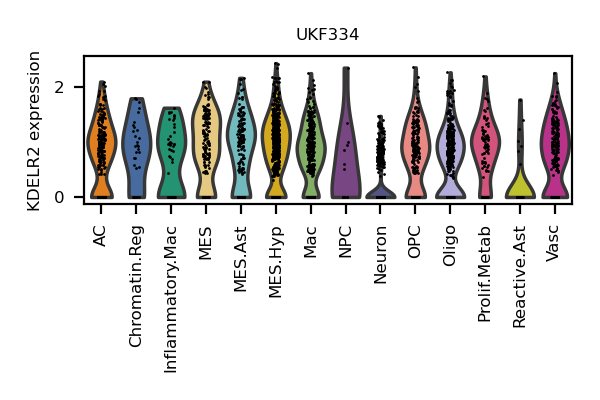 UKF334
KDELR2 expression
2
0
AC
Chromatin.Reg
Inflammatory.Mac
MES
MES.Ast
MES.Hyp
Mac
NPC
Neuron
OPC
Oligo
Prolif.Metab
Reactive.Ast
Vasc